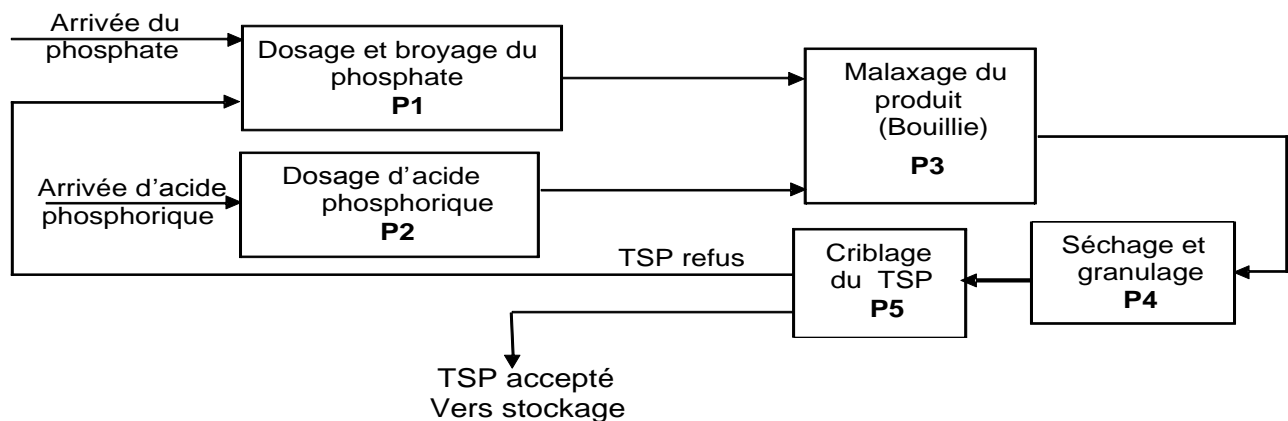 Arrivée du
phosphate
Dosage et broyage du
phosphate
P1
Malaxage du
produit
(Bouillie)
P3
Arrivée d’acide
phosphorique
Dosage d’acide
phosphorique
P2
Séchage et
granulage
P4
Criblage
du TSP
P5
TSP refus
TSP accepté
Vers stockage